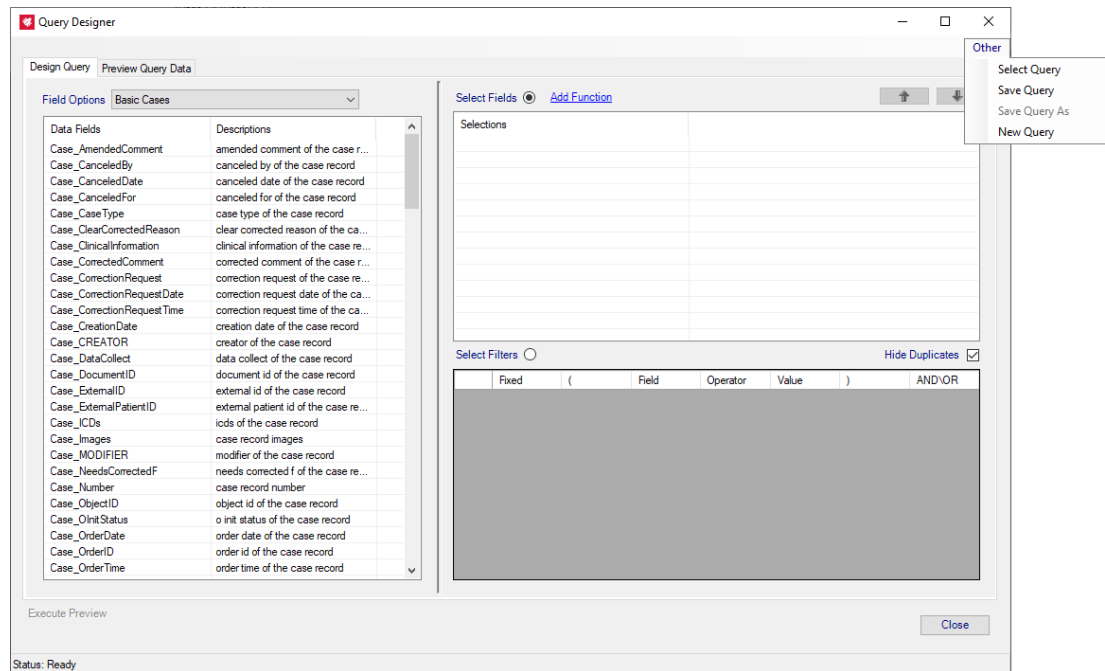 Query Designer
Other
Select Query
Save Query
Save Query As
New Query
Design Query Preview Query Data
Field Options Basic Cases
Data Fields Descriptions
Case_AmendedComment amended comment of the case r...
Case_CanceledBy canceled by of the case record
Case_CanceledDate canceled date of the case record
Case_CanceledFor canceled for of the case record
Case_CaseType case type of the case record
Case_ClearCorrectedReason clear corrected reason of the ca...
Case_ClinicalInformation clinical information of the case re...
Case_CorrectedComment corrected comment of the case r...
Case_CorrectionRequest correction request of the case re...
Case_CorrectionRequestDate correction request date of the ca...
Case_CorrectionRequestTime correction request time of the ca...
Case_CreationDate creation date of the case record
Case_CREATOR creator of the case record
Case_DataCollect data collect of the case record
Case_DocumentID document id of the case record
Case_ExternalID external id of the case record
Case_ExternalPatientID external patient id of the case re...
Case_ICDs icds of the case record
Case_Images case record images
Case_MODIFIER modifier of the case record
Case_NeedsCorrectedF needs corrected f of the case re...
Case_Number case record number
Case_ObjectID object id of the case record
Case_OInitStatus o init status of the case record
Case_OrderDate order date of the case record
Case_OrderID order id of the case record
Case_OrderTime order time of the case record
Select Fields Add Function
Selections
Select Filters Hide Duplicates
Fixed ( Field Operator Value ) AND\OR
Execute Preview
Close
Status: Ready